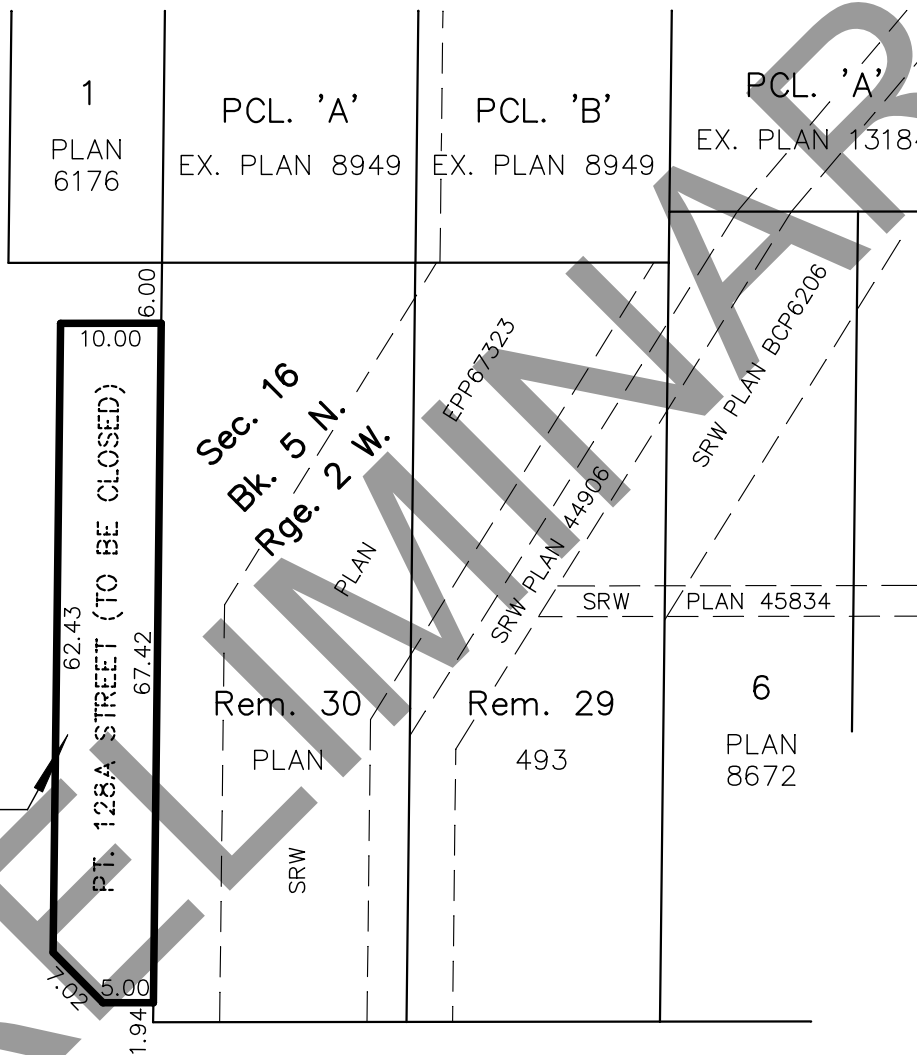 1
PLAN
6176
PCL. 'A'
EX. PLAN 8949
PCL. 'B'
EX. PLAN 8949
PCL. 'A'
EX. PLAN 13184
6.00
10.00
PT. 128A STREET (TO BE CLOSED)
62.43
67.42
7.02
5.00
1.94
Sec. 16
Bk. 5 N.
Rge. 2 W.
PLAN
EPP67323
SRW PLAN 44906
SRW PLAN BCP6206
SRW
PLAN 45834
Rem. 30
PLAN
SRW
Rem. 29
493
6
PLAN
8672
RELIMINAR